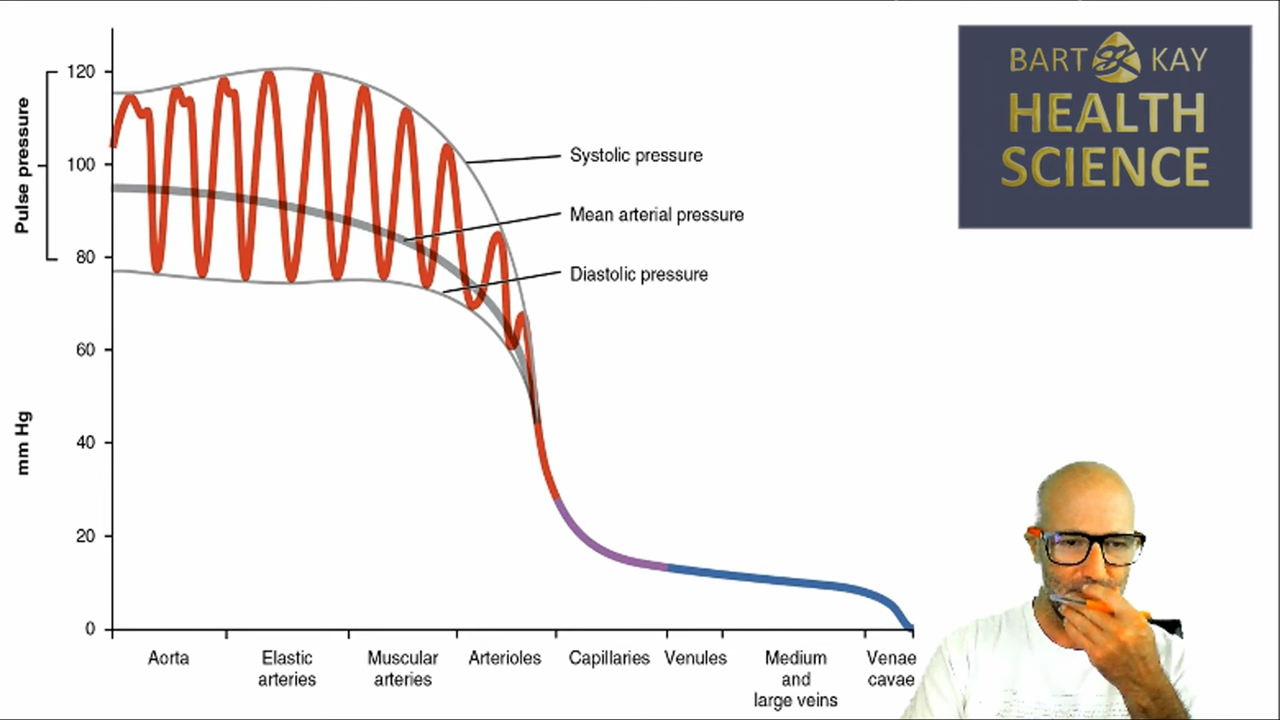 BART BK KAY
HEALTH
SCIENCE
Pulse pressure
mm Hg
120
100
80
60
40
20
0
Systolic pressure
Mean arterial pressure
Diastolic pressure
Aorta
Elastic
arteries
Muscular
arteries
Arterioles
Capillaries
Venules
Medium
and
large veins
Venae
cavae